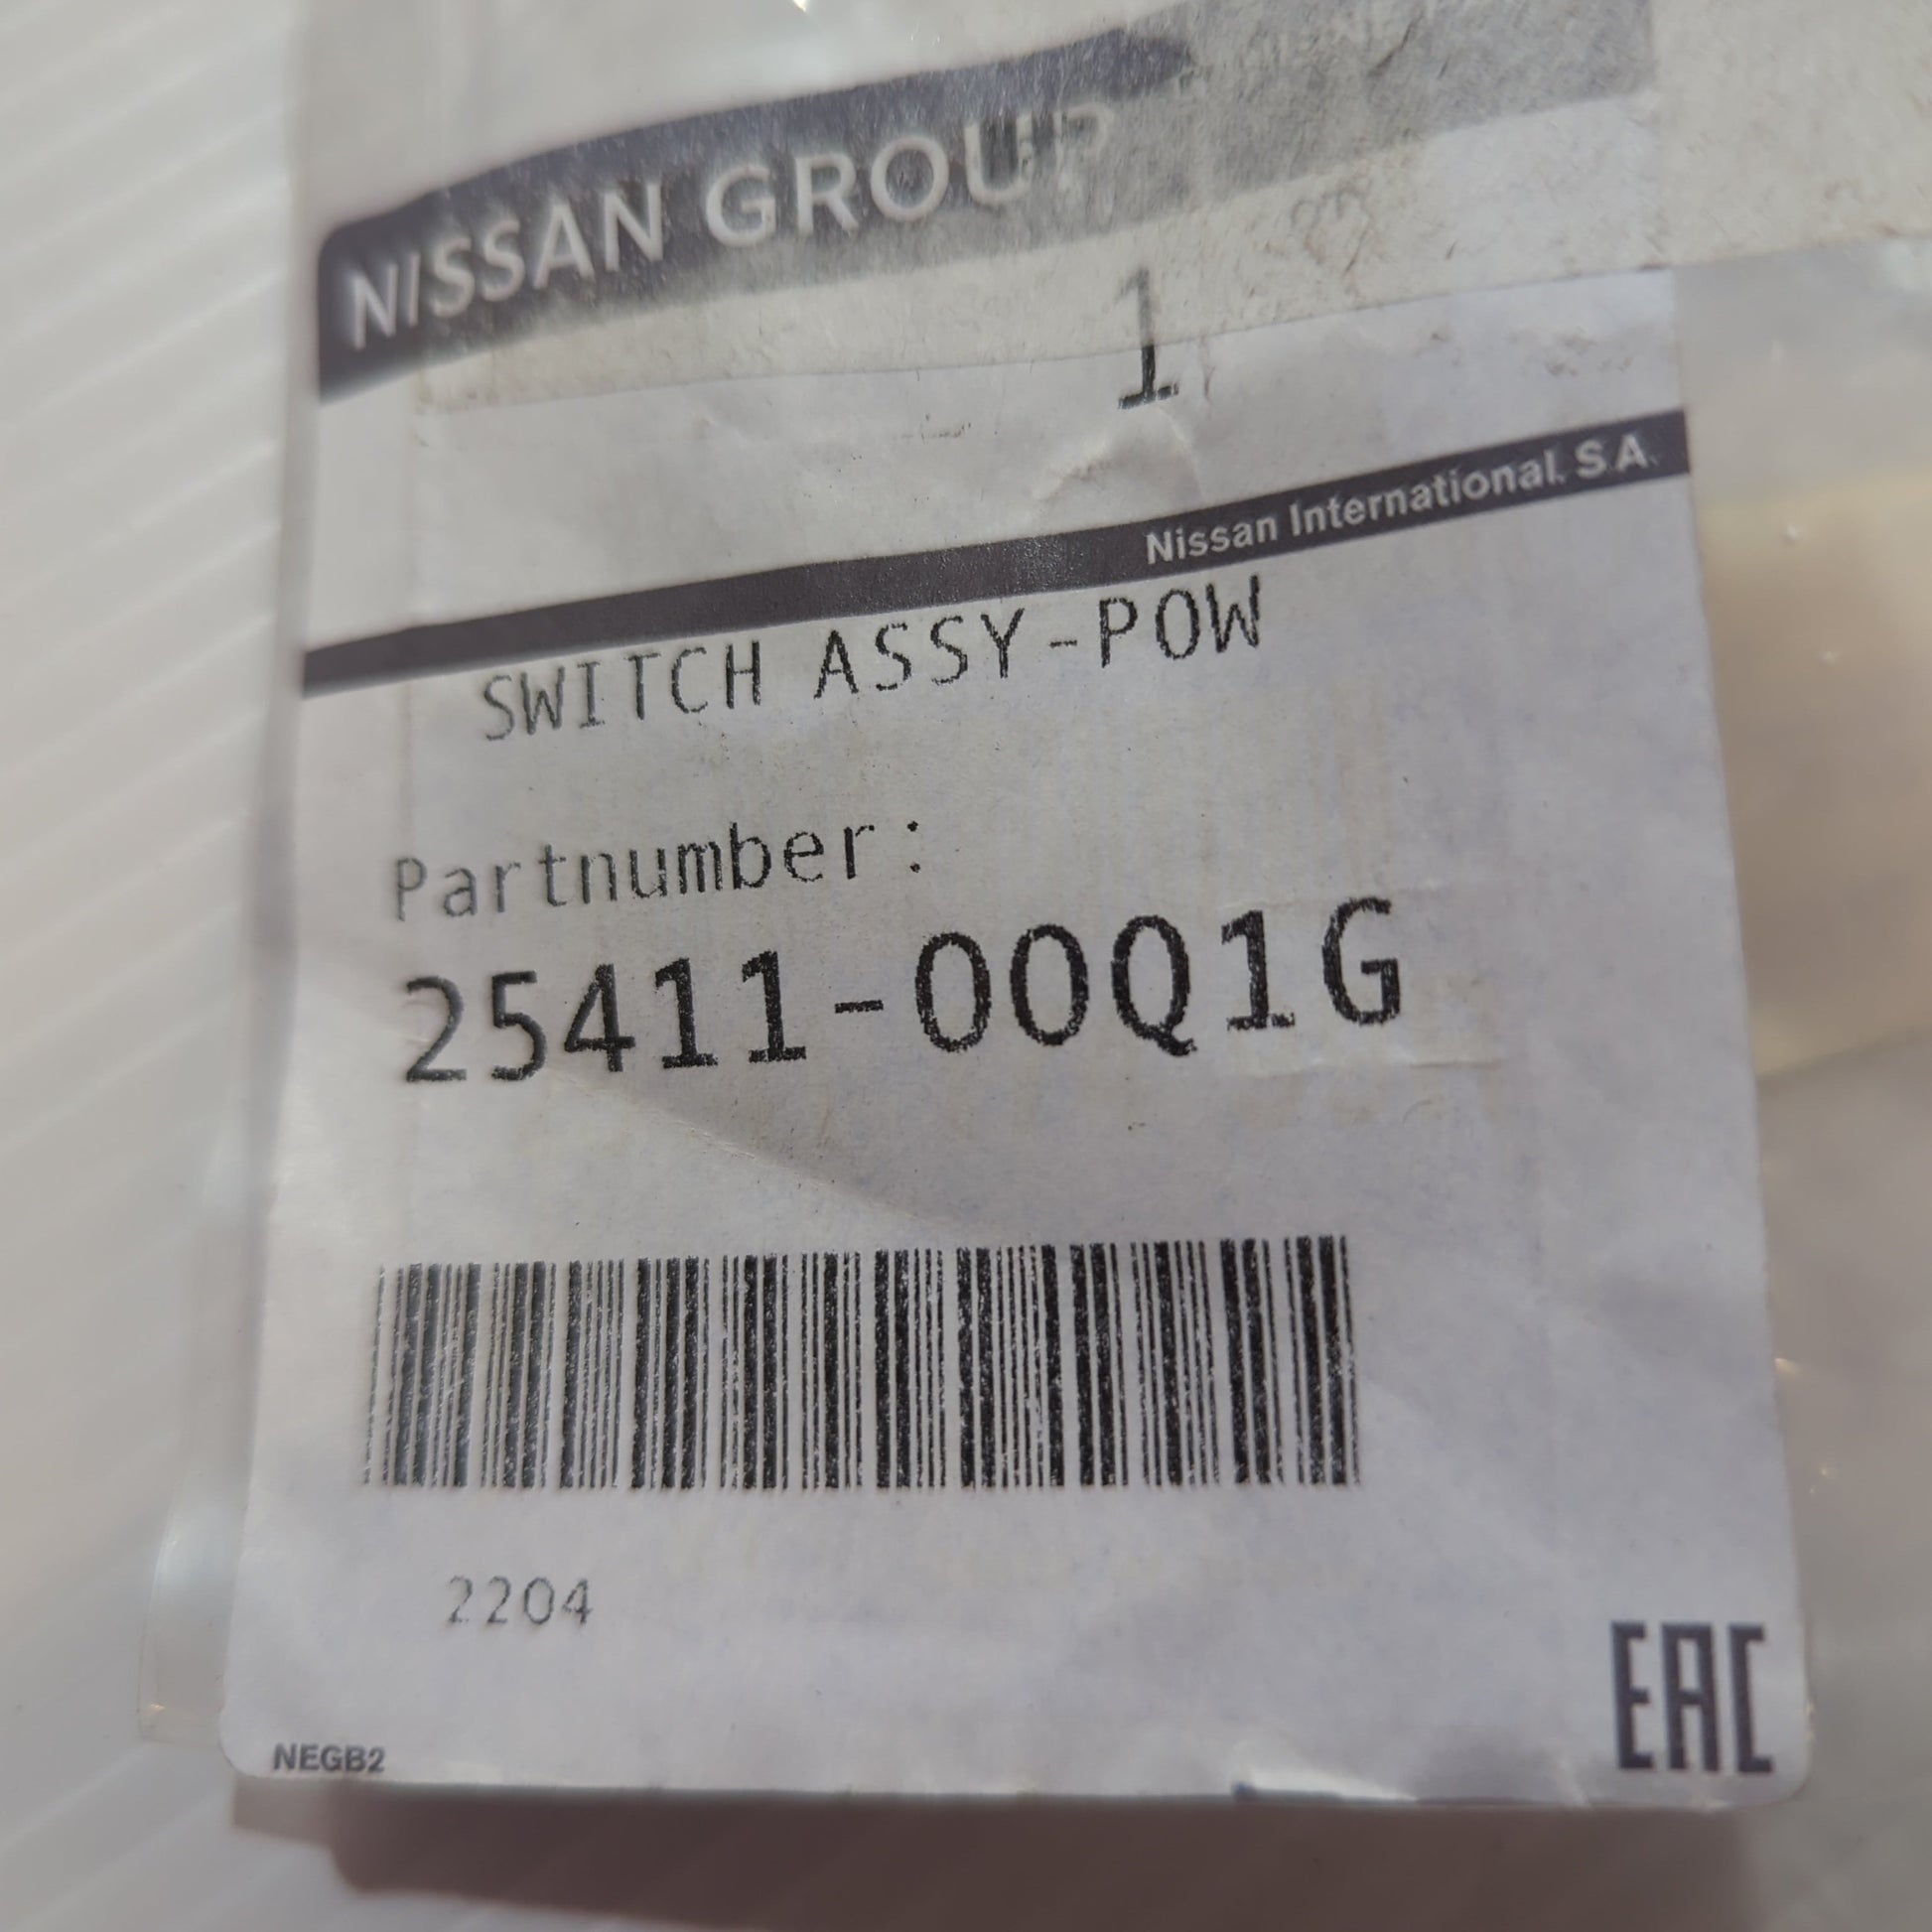 NISSAN GROUP
1
Nissan International. S.A.
SWITCH ASSY-POW
Partnumber:
25411-00Q1G
2204
NEGB2
EAC